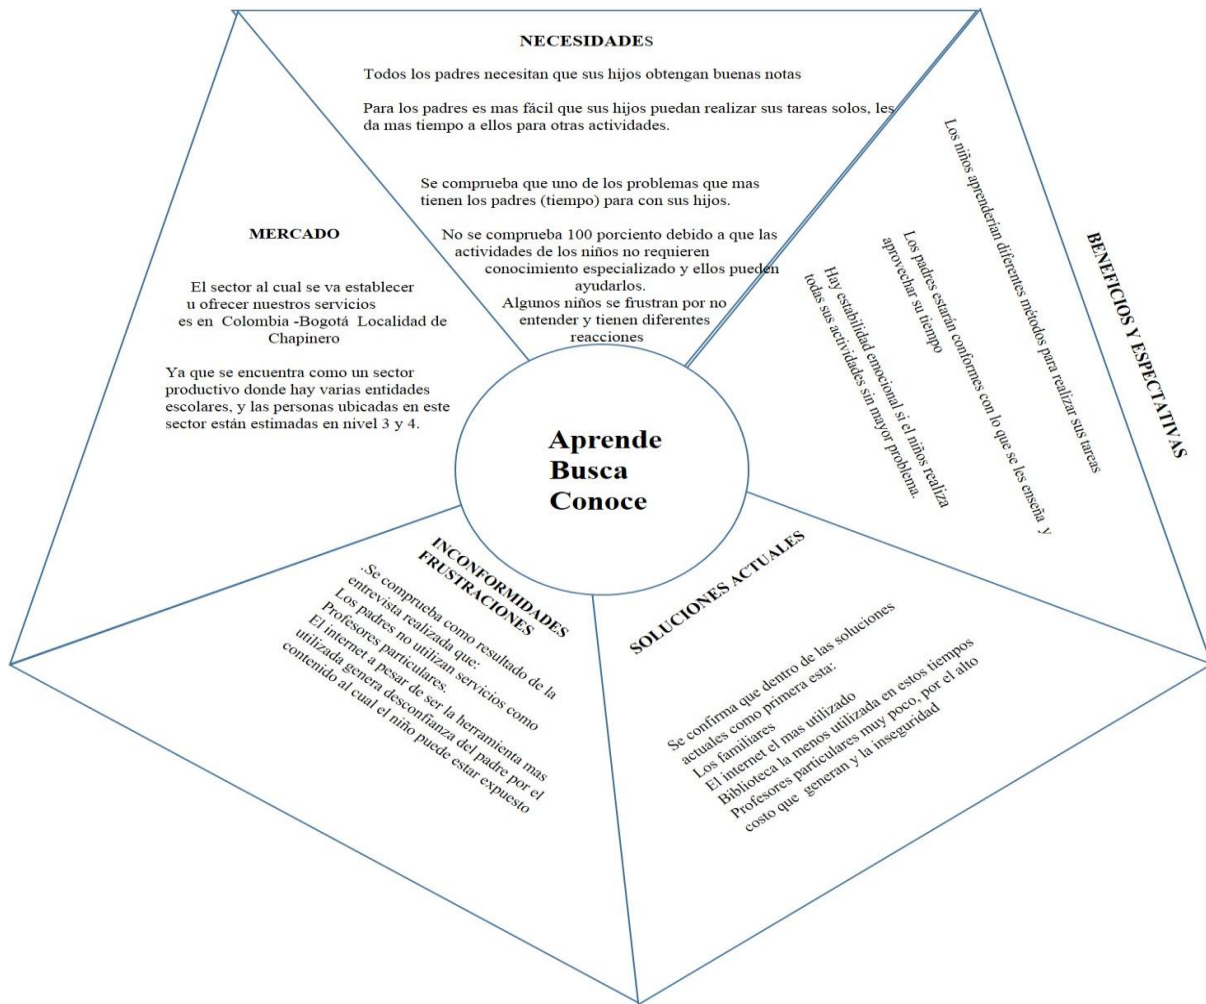 NECESIDADES
Todos los padres necesitan que sus hijos obtengan buenas notas
Para los padres es mas fácil que sus hijos puedan realizar sus tareas solos, les
da mas tiempo a ellos para otras actividades.
Se comprueba que uno de los problemas que mas
tienen los padres (tiempo) para con sus hijos.
No se comprueba 100 porciento debido a que las
actividades de los niños no requieren
conocimiento especializado y ellos pueden
ayudarlos.
Algunos niños se frustran por no
entender y tienen diferentes
reacciones
MERCADO
El sector al cual se va establecer
u ofrecer nuestros servicios
es en Colombia -Bogotá Localidad de
Chapinero
Ya que se encuentra como un sector
productivo donde hay varias entidades
escolares, y las personas ubicadas en este
sector están estimadas en nivel 3 y 4.
BENEFICIOS Y ESPECTATIVAS
Los niños aprenderían diferentes métodos para realizar sus tareas
Los padres estarán conformes con lo que se les enseña y
aprovechar su tiempo
Hay estabilidad emocional si el niños realiza
todas sus actividades sin mayor problema.
Aprende
Busca
Conoce
INCONFORMIDADES
FRUSTRACIONES
.Se comprueba como resultado de la
entrevista realizada que:
Los padres no utilizan servicios como
Profesores particulares.
El internet a pesar de ser la herramienta mas
utilizada genera desconfianza del padre por el
contenido al cual el niño puede estar expuesto
SOLUCIONES ACTUALES
Se confirma que dentro de las soluciones
actuales como primera esta:
Los familiares
El internet el mas utilizado
Biblioteca la menos utilizada en estos tiempos
Profesores particulares muy poco, por el alto
costo que generan y la inseguridad